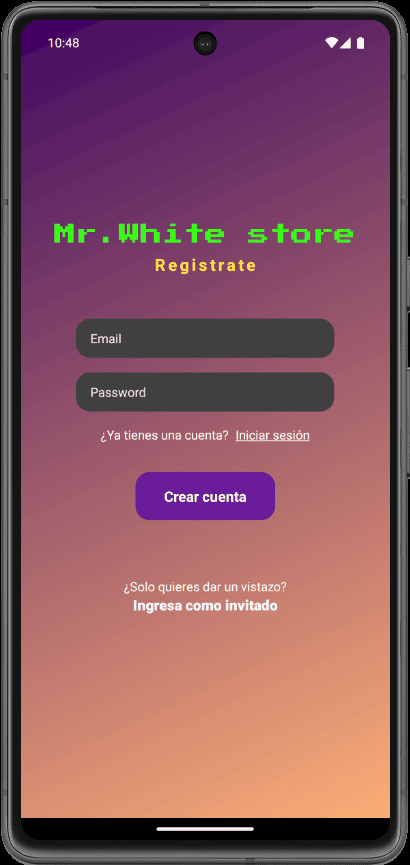 10:48
Mr.White store
Registrate
Email
Password
¿Ya tienes una cuenta? Iniciar sesión
Crear cuenta
¿Solo quieres dar un vistazo?
Ingresa como invitado